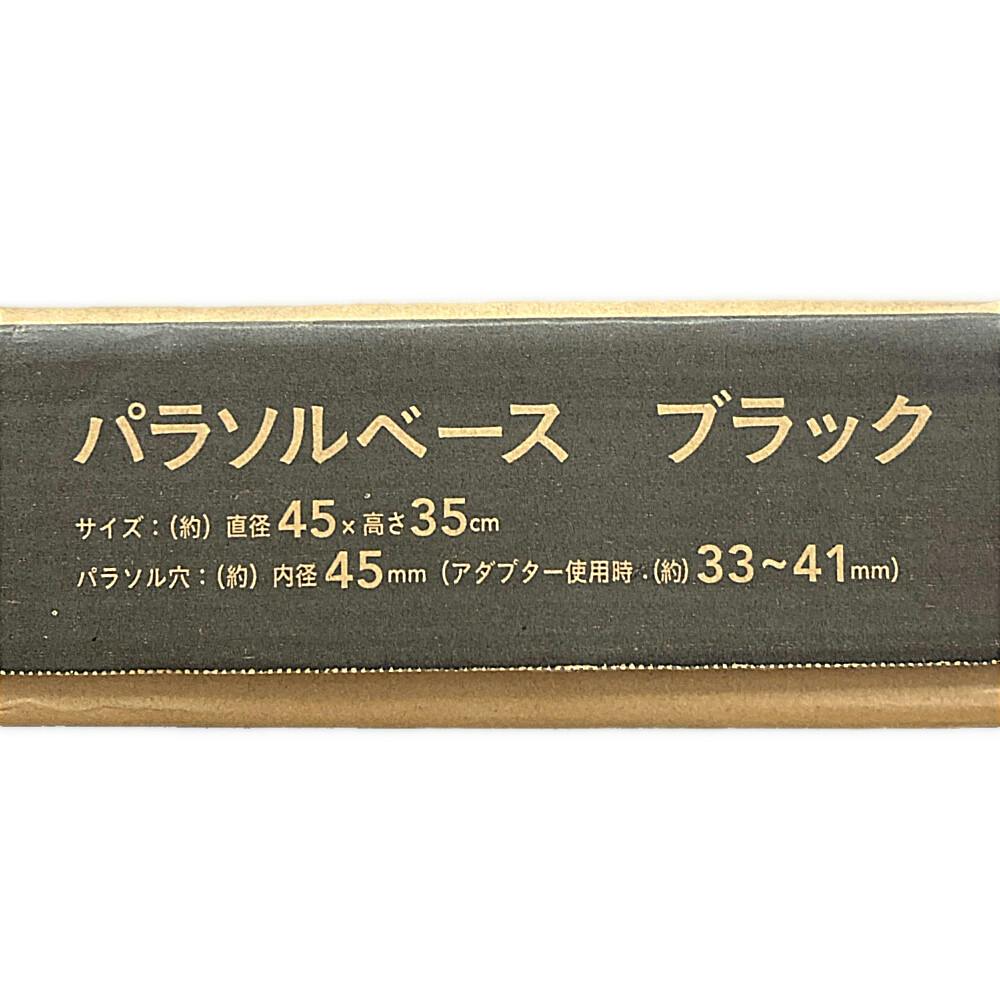 パラソルベース　ブラック
サイズ：(約) 直径45×高さ35cm
パラソル穴：(約) 内径45mm (アダプター使用時：(約) 33~41mm)